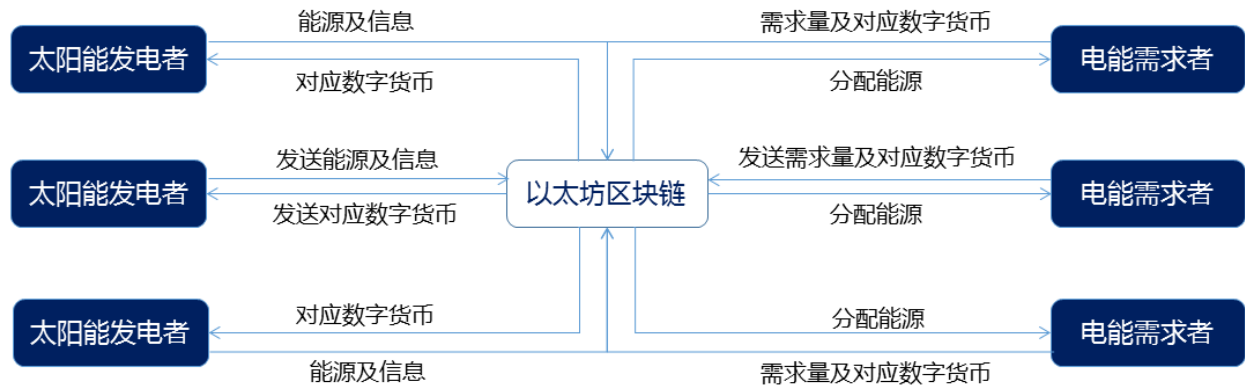 能源及信息
需求量及对应数字货币
太阳能发电者
电能需求者
对应数字货币
分配能源
发送能源及信息
发送需求量及对应数字货币
太阳能发电者
以太坊区块链
电能需求者
发送对应数字货币
分配能源
对应数字货币
分配能源
太阳能发电者
电能需求者
能源及信息
需求量及对应数字货币